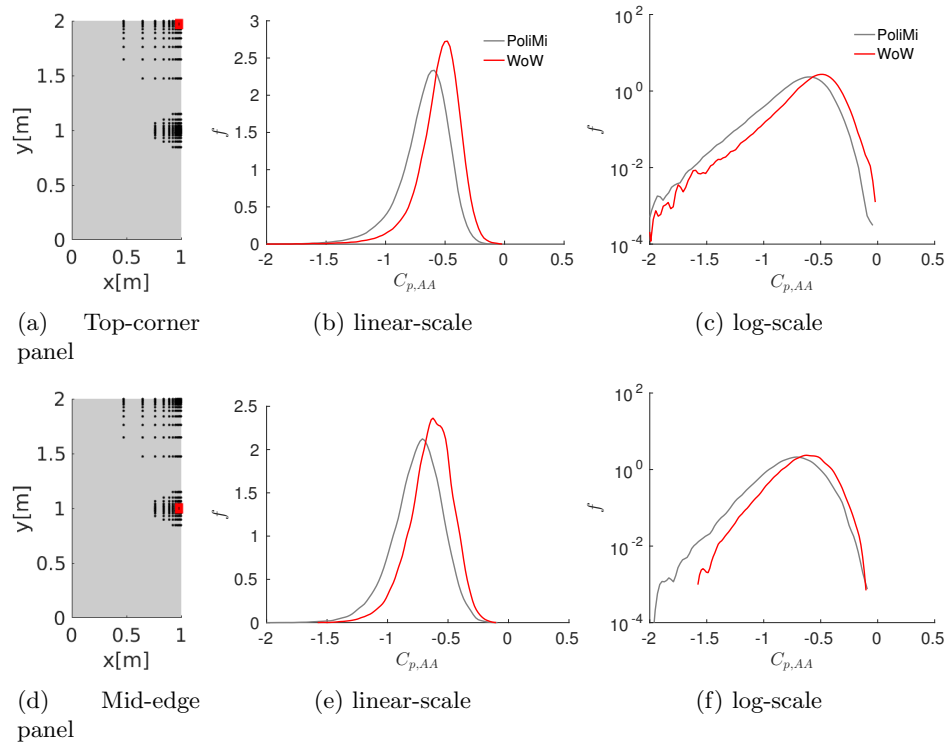 2
1.5
1
0.5
0
0
0.5
1
x[m]
y[m]
3
2.5
2
1.5
1
0.5
0
-2
-1.5
-1
-0.5
0
0.5
f
C_{p,AA}
PoliMi
WoW
10^2
10^0
10^{-2}
10^{-4}
-2
-1.5
-1
-0.5
0
0.5
f
C_{p,AA}
PoliMi
WoW
(a) Top-corner
panel
(b) linear-scale
(c) log-scale
2
1.5
1
0.5
0
0
0.5
1
x[m]
y[m]
2.5
2
1.5
1
0.5
0
-2
-1.5
-1
-0.5
0
0.5
f
C_{p,AA}
10^2
10^0
10^{-2}
10^{-4}
-2
-1.5
-1
-0.5
0
0.5
f
C_{p,AA}
(d) Mid-edge
panel
(e) linear-scale
(f) log-scale